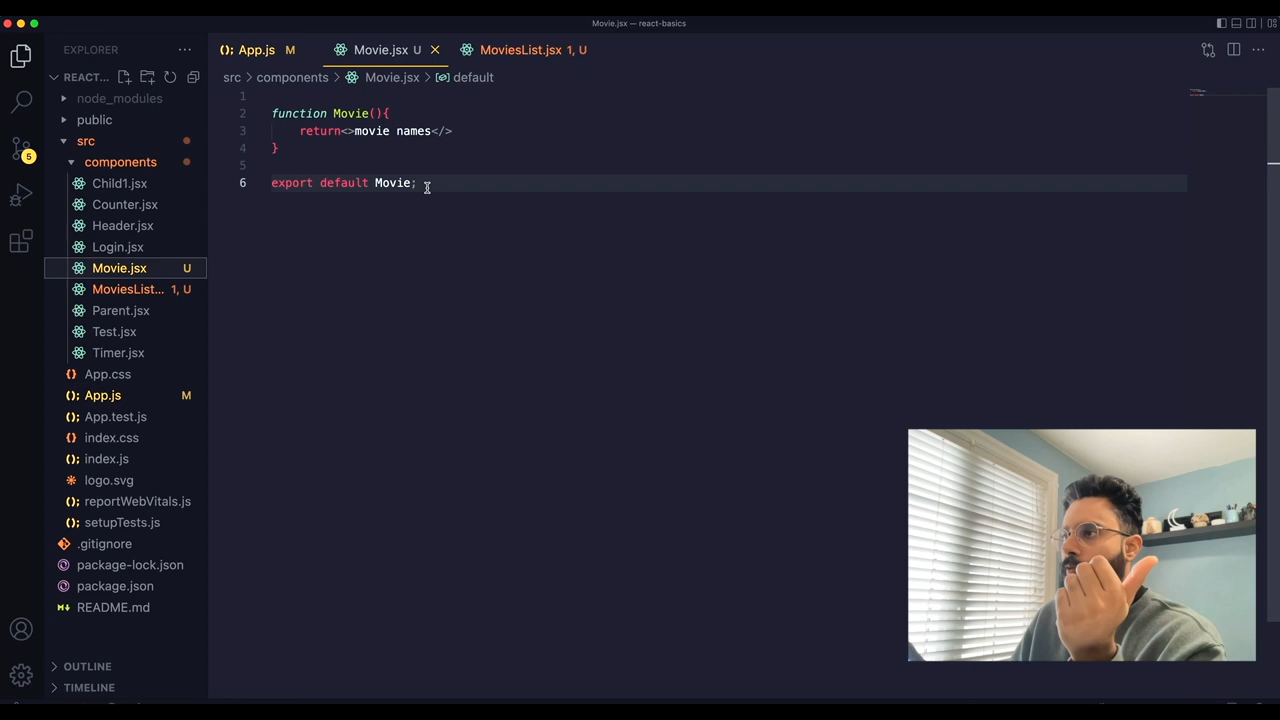 Movie.jsx — react-basics
EXPLORER
App.js M
Movie.jsx U
MoviesList.jsx 1, U
REACT...
src > components > Movie.jsx > default
node_modules
public
src
components
Child1.jsx
Counter.jsx
Header.jsx
Login.jsx
Movie.jsx U
MoviesList... 1, U
Parent.jsx
Test.jsx
Timer.jsx
App.css
App.js M
App.test.js
index.css
index.js
logo.svg
reportWebVitals.js
setupTests.js
.gitignore
package-lock.json
package.json
README.md
OUTLINE
TIMELINE
5
1
2 function Movie(){
3 return<>movie names</>
4 }
5
6 export default Movie;